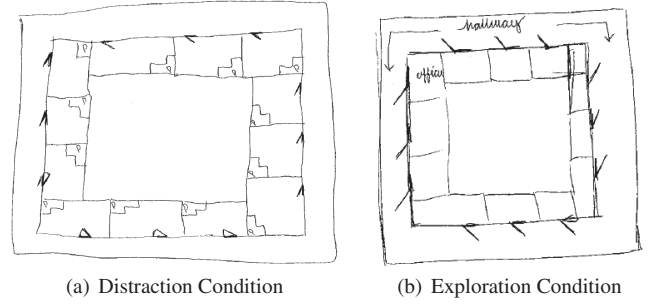 hallway
office
(a) Distraction Condition
(b) Exploration Condition